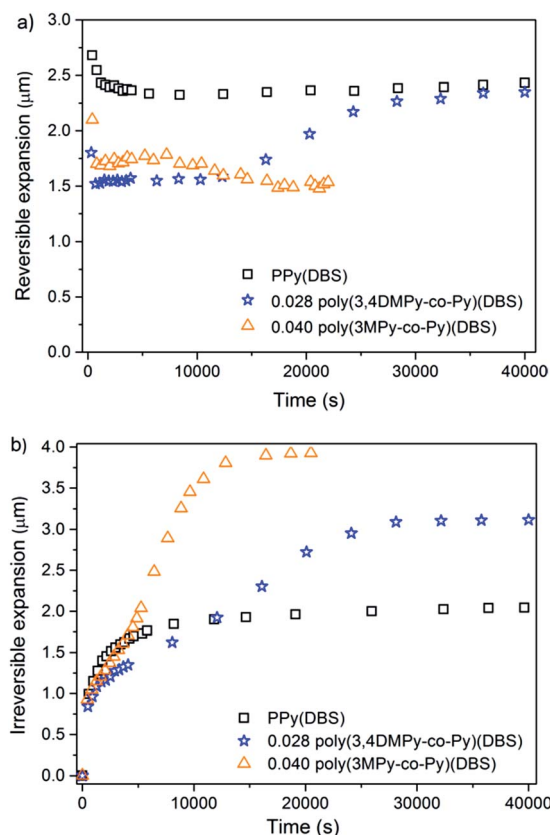 a)
3.0
2.5
2.0
1.5
1.0
0.5
0.0
Reversible expansion (μm)
PPy(DBS)
0.028 poly(3,4DMPy-co-Py)(DBS)
0.040 poly(3MPy-co-Py)(DBS)
0 10000 20000 30000 40000
Time (s)
b)
4.0
3.5
3.0
2.5
2.0
1.5
1.0
0.5
0.0
Irreversible expansion (μm)
PPy(DBS)
0.028 poly(3,4DMPy-co-Py)(DBS)
0.040 poly(3MPy-co-Py)(DBS)
0 10000 20000 30000 40000
Time (s)